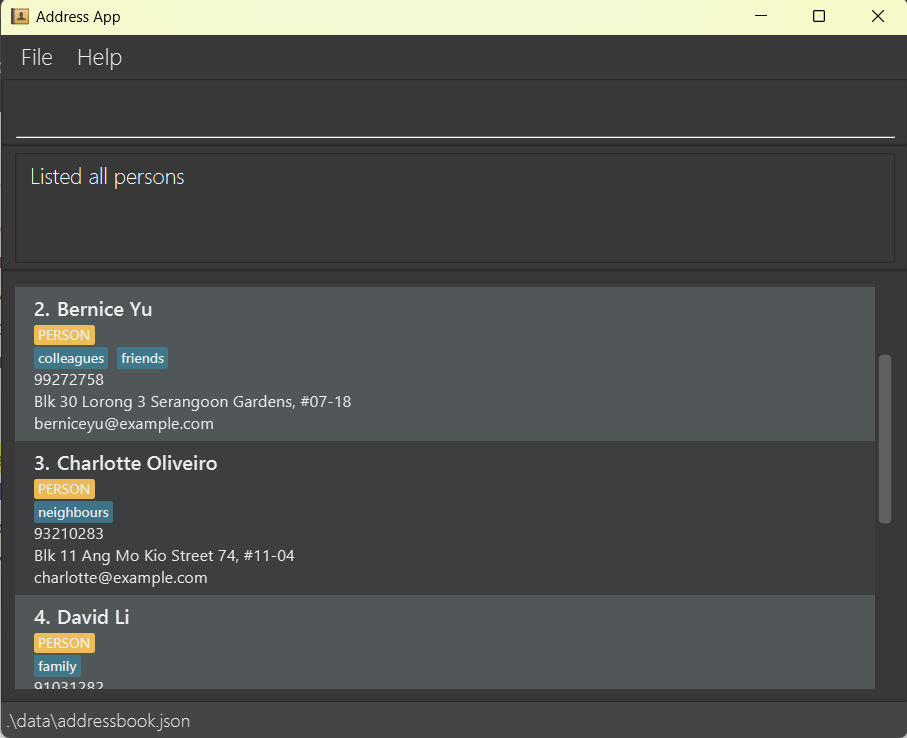 Address App
File Help
Listed all persons
2. Bernice Yu
PERSON
colleagues friends
99272758
Blk 30 Lorong 3 Serangoon Gardens, #07-18
berniceyu@example.com
3. Charlotte Oliveiro
PERSON
neighbours
93210283
Blk 11 Ang Mo Kio Street 74, #11-04
charlotte@example.com
4. David Li
PERSON
family
91031282
.\data\addressbook.json